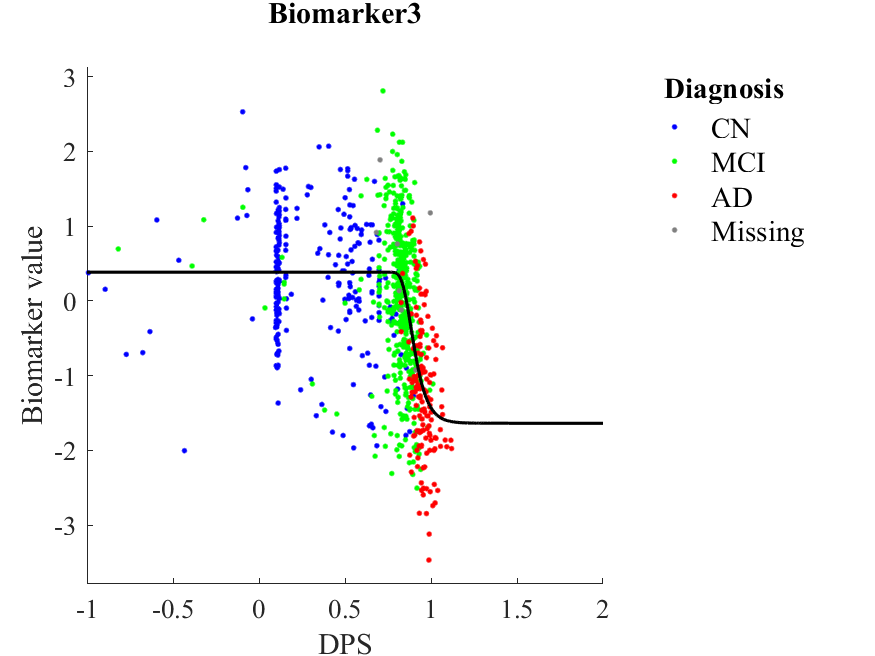 Biomarker3
Biomarker value
3
2
1
0
-1
-2
-3
-1
-0.5
0
0.5
1
1.5
2
DPS
Diagnosis
CN
MCI
AD
Missing